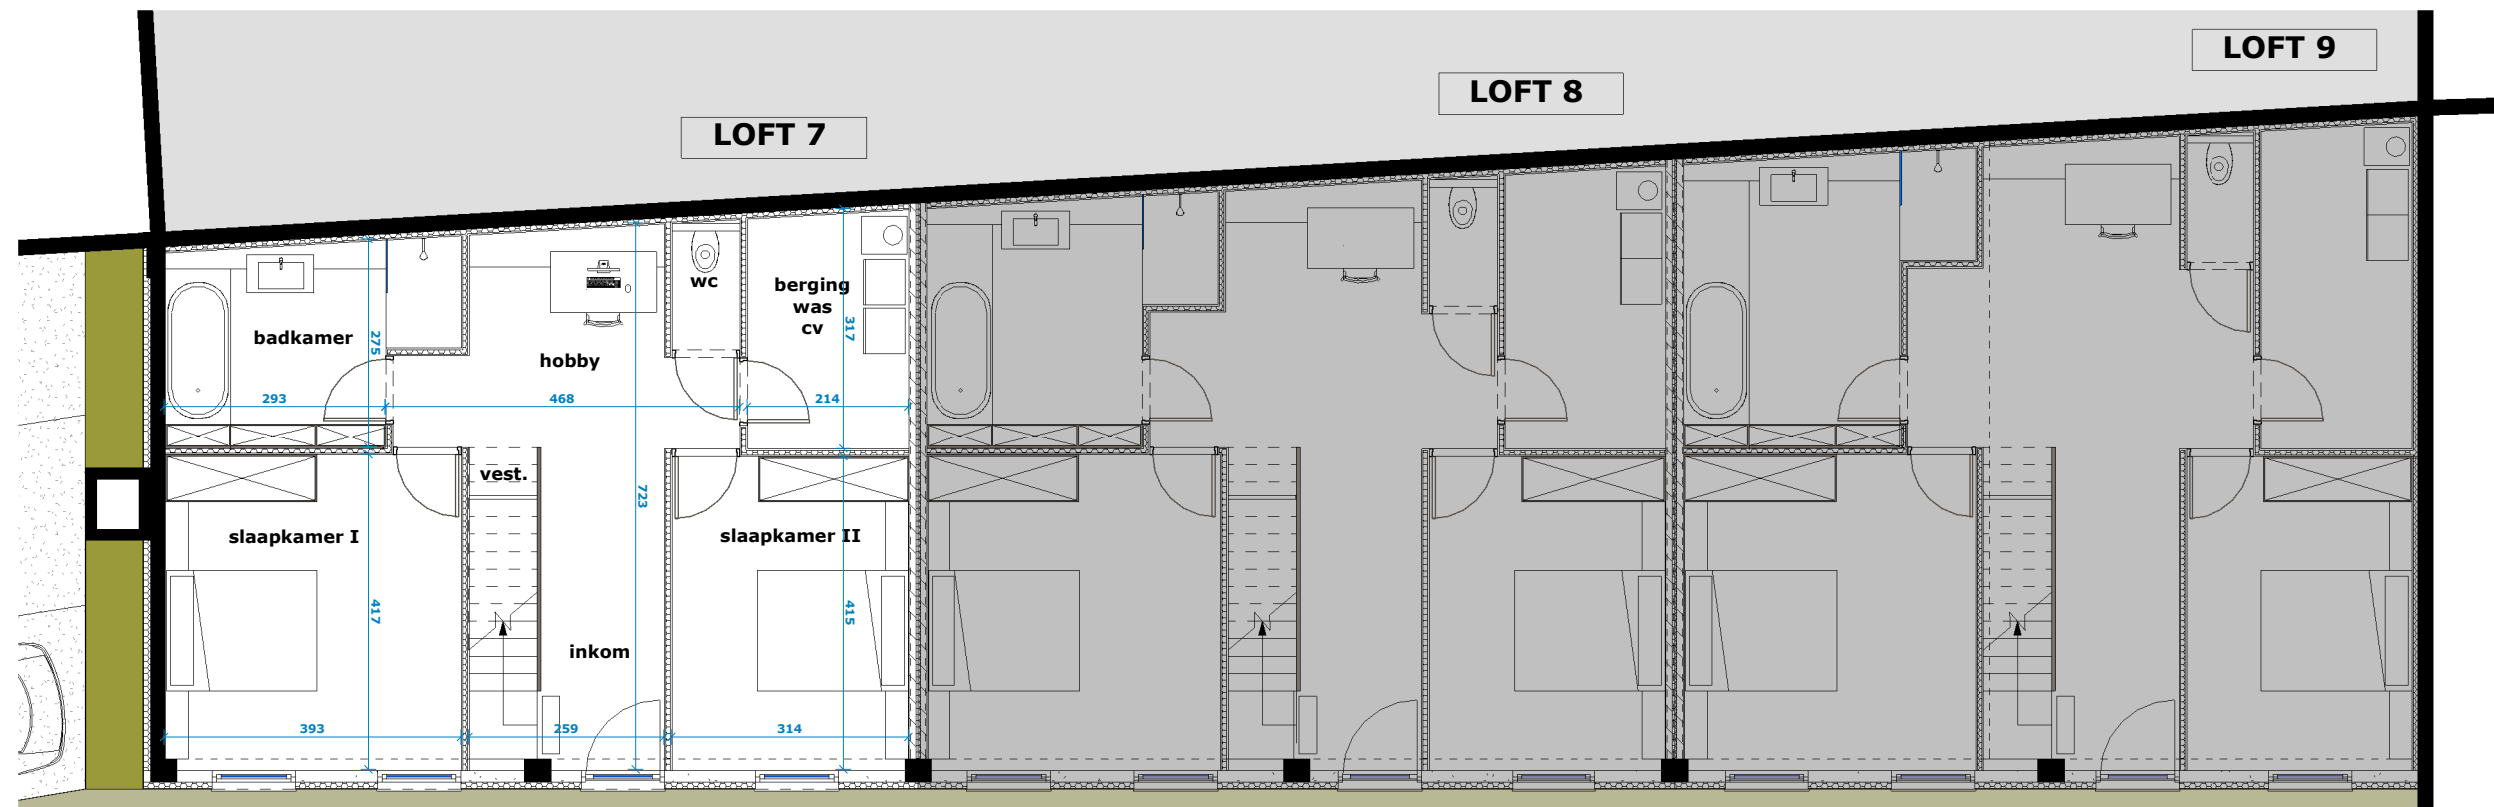 LOFT 9
LOFT 8
LOFT 7
wc
berging
was
cv
badkamer
275
317
hobby
293
468
214
vest.
723
slaapkamer I
slaapkamer II
417
415
inkom
393
259
314